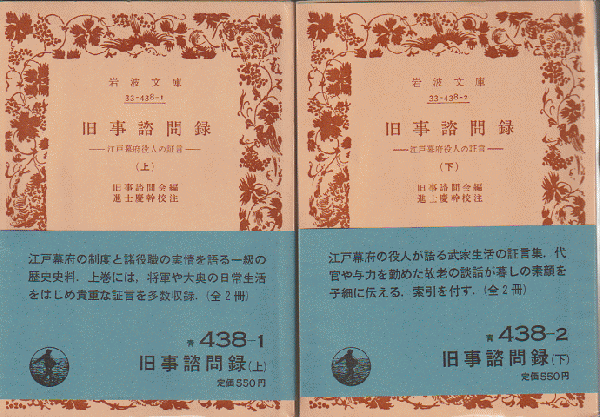 岩波文庫
33-438-1
旧事諮問録
—江戸幕府役人の証言—
(上)
旧事諮問会編
進士慶幹校注
江戸幕府の制度と諸役職の実情を語る一級の
歴史史料．上巻には，将軍や大奥の日常生活
をはじめ貴重な証言を多数収録．(全2冊)
青 438-1
旧事諮問録(上)
定価550円
岩波文庫
33-438-2
旧事諮問録
—江戸幕府役人の証言—
(下)
旧事諮問会編
進士慶幹校注
江戸幕府の役人が語る武家生活の証言集．代
官や与力を勤めた故老の談話が暮しの素顔を
子細に伝える．索引を付す．(全2冊)
青 438-2
旧事諮問録(下)
定価550円